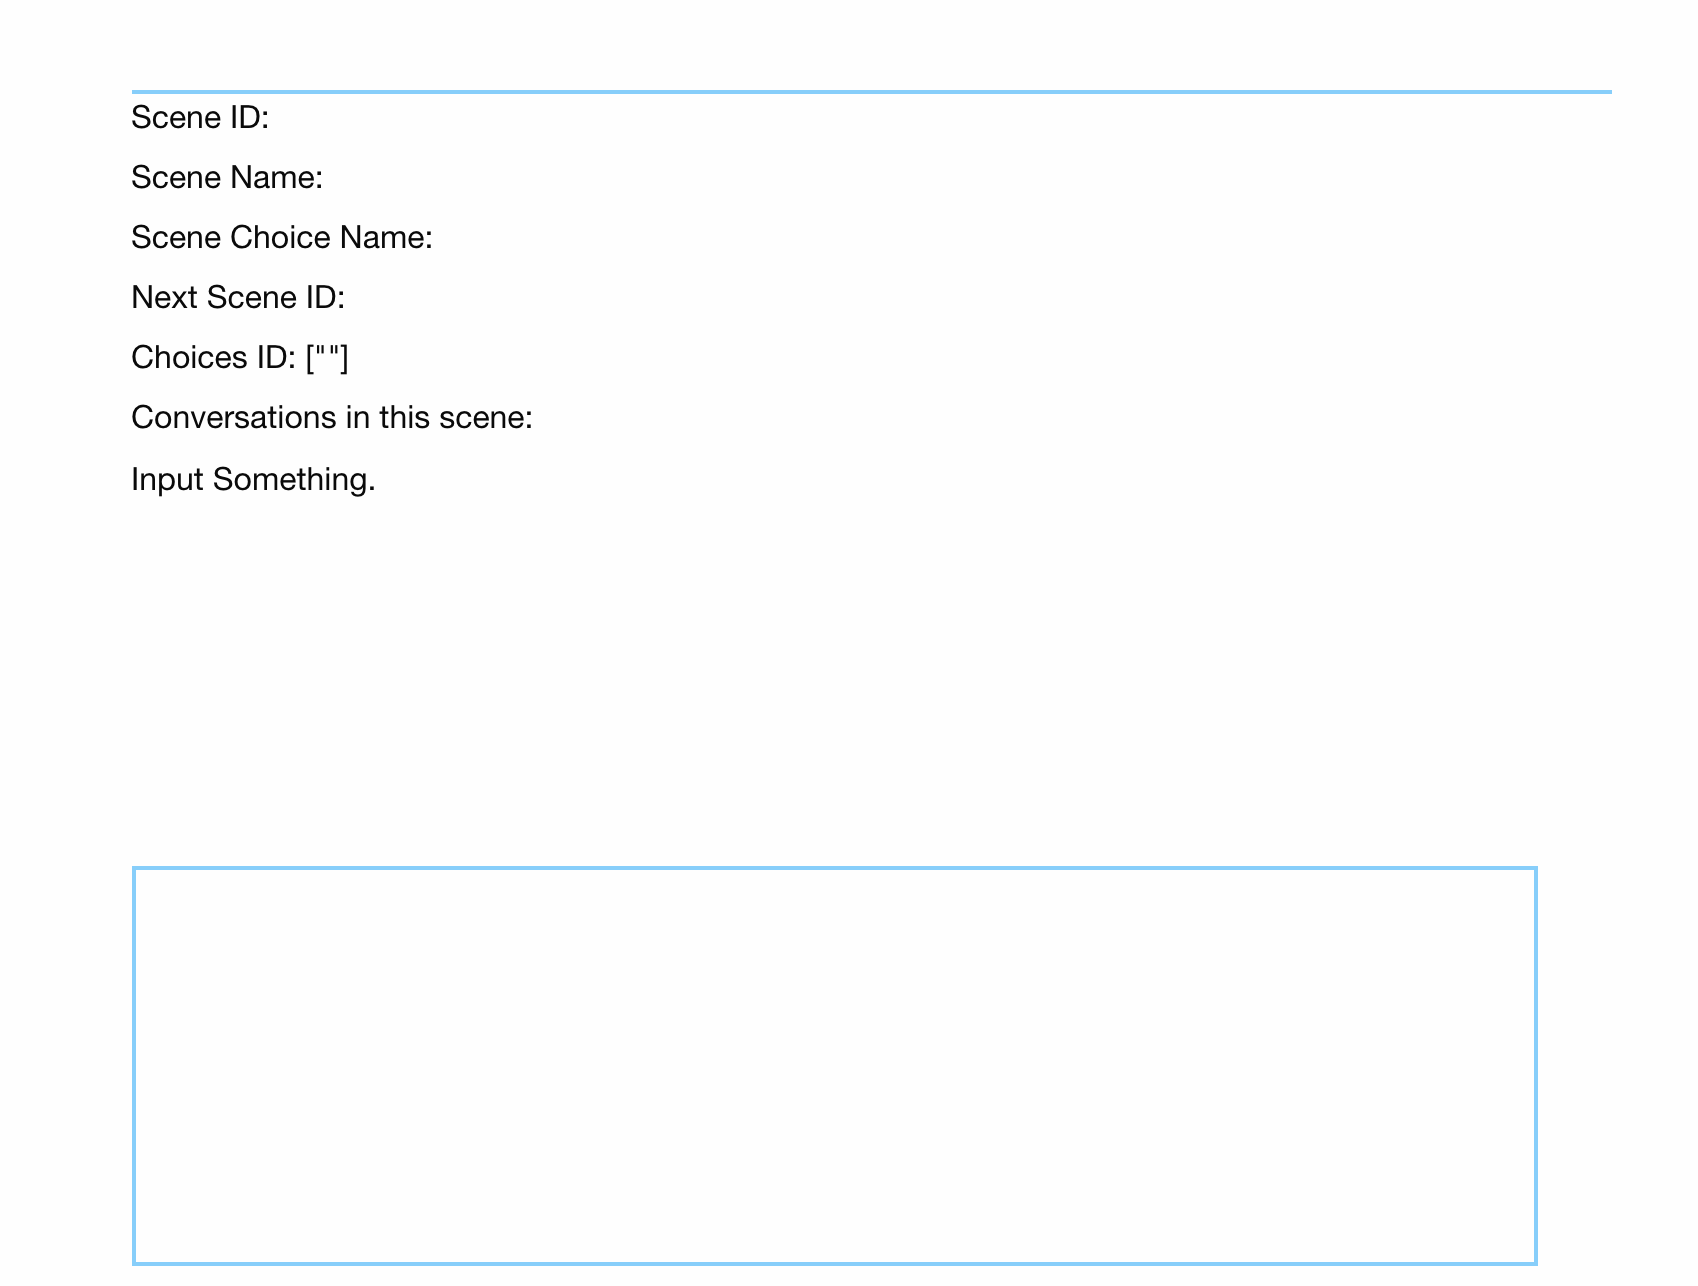 Scene ID:
Scene Name:
Scene Choice Name:
Next Scene ID:
Choices ID: [""]
Conversations in this scene:
Input Something.